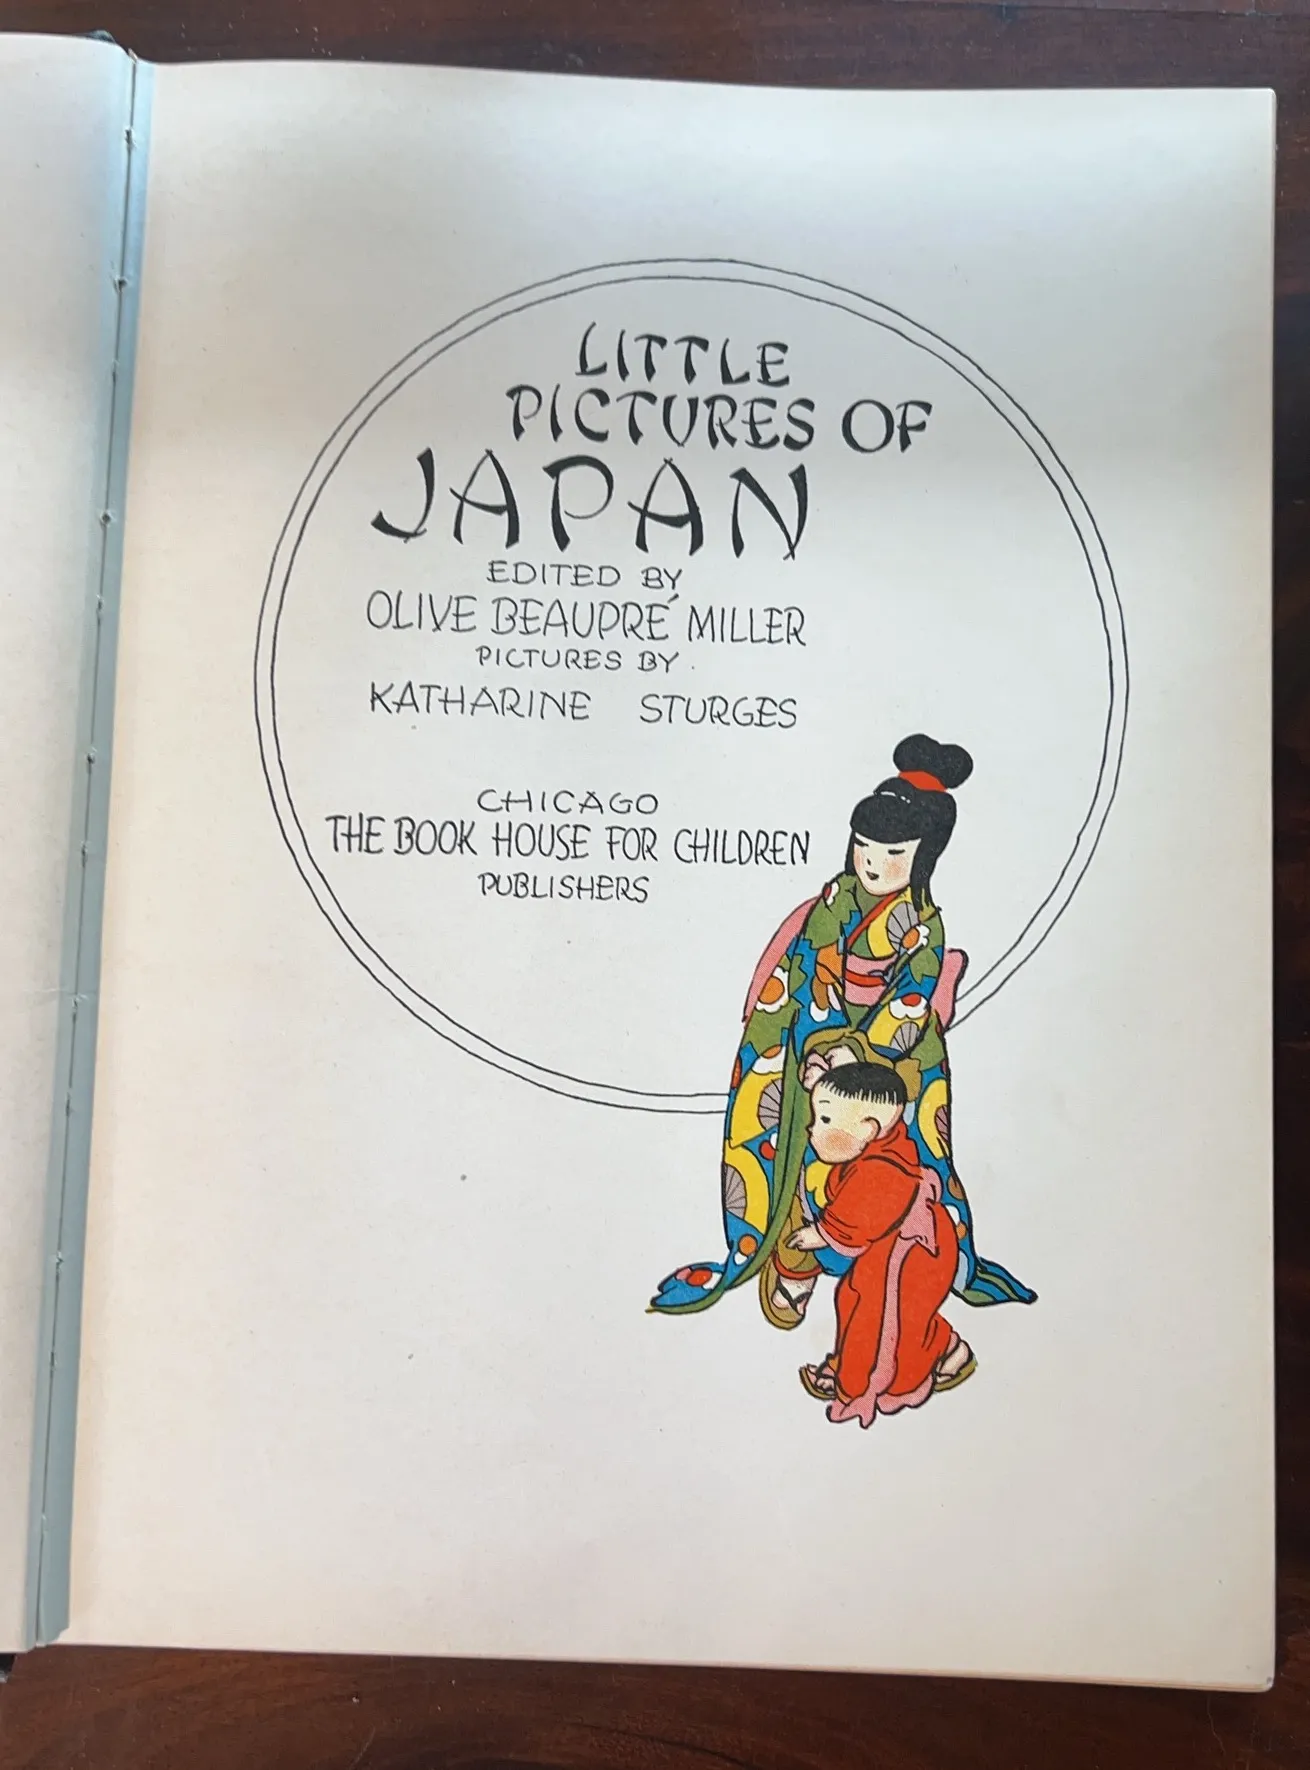 LITTLE
PICTURES OF
JAPAN
EDITED BY
OLIVE BEAUPRÉ MILLER
PICTURES BY
KATHARINE STURGES
CHICAGO
THE BOOK HOUSE FOR CHILDREN
PUBLISHERS